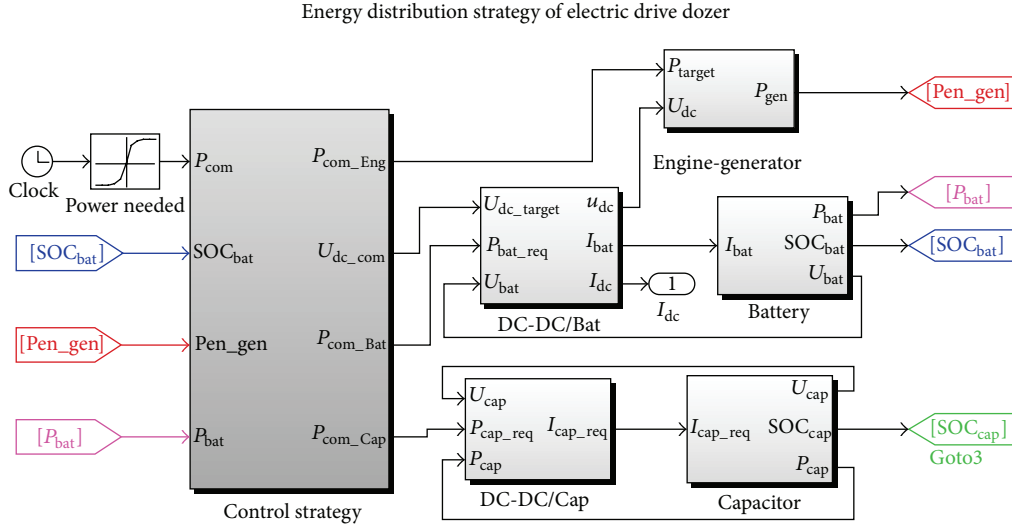 Energy distribution strategy of electric drive dozer
Clock
Power needed
[SOC_bat]
[Pen_gen]
[P_bat]
P_com
SOC_bat
Pen_gen
P_bat
P_com_Eng
U_dc_com
P_com_Bat
P_com_Cap
Control strategy
P_target
U_dc
P_gen
Engine-generator
[Pen_gen]
U_dc_target
P_bat_req
U_bat
u_dc
I_bat
I_dc
DC-DC/Bat
1
I_dc
I_bat
P_bat
SOC_bat
U_bat
Battery
[P_bat]
[SOC_bat]
U_cap
P_cap_req
P_cap
I_cap_req
DC-DC/Cap
I_cap_req
U_cap
SOC_cap
P_cap
Capacitor
[SOC_cap]
Goto3